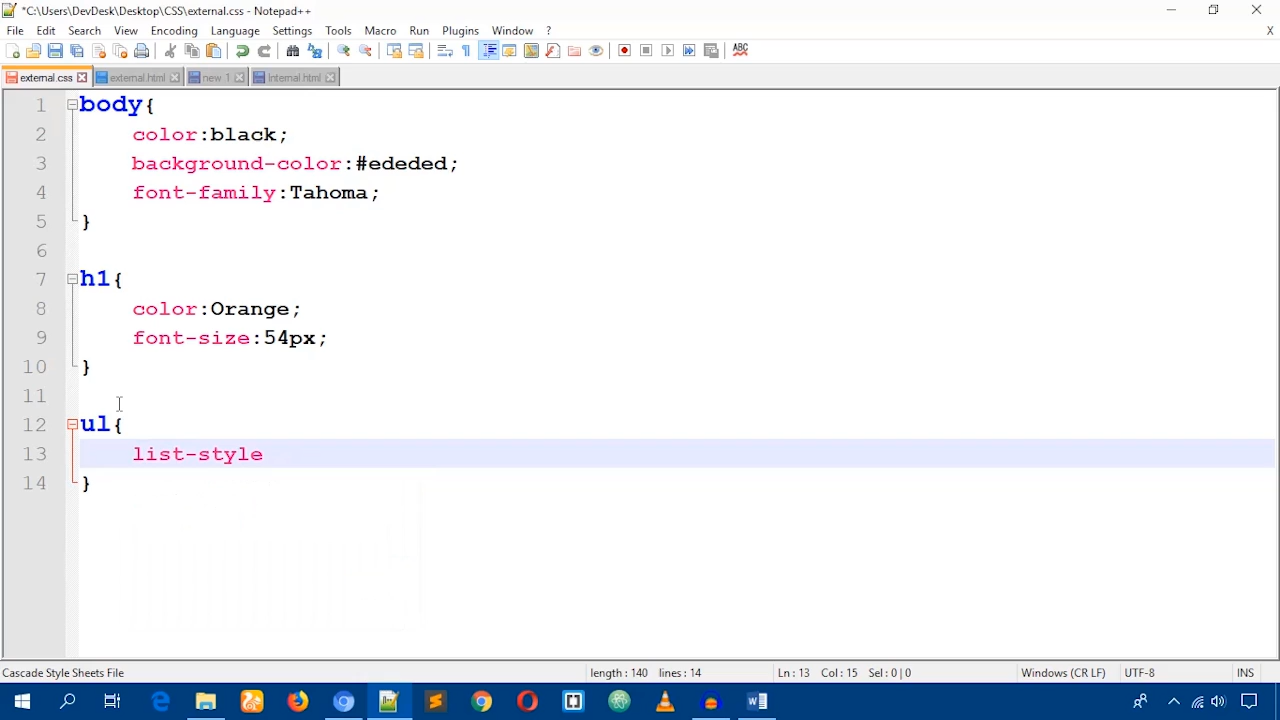 *C:\Users\DevDesk\Desktop\CSS\external.css - Notepad++
File Edit Search View Encoding Language Settings Tools Macro Run Plugins Window ? X
ABC
external.css external.html new 1 Internal.html
1 body{
2 color:black;
3 background-color:#ededed;
4 font-family:Tahoma;
5 }
6
7 h1{
8 color:Orange;
9 font-size:54px;
10 }
11
12 ul{
13 list-style
14 }
Cascade Style Sheets File length : 140 lines : 14 Ln : 13 Col : 15 Sel : 0 | 0 Windows (CR LF) UTF-8 INS